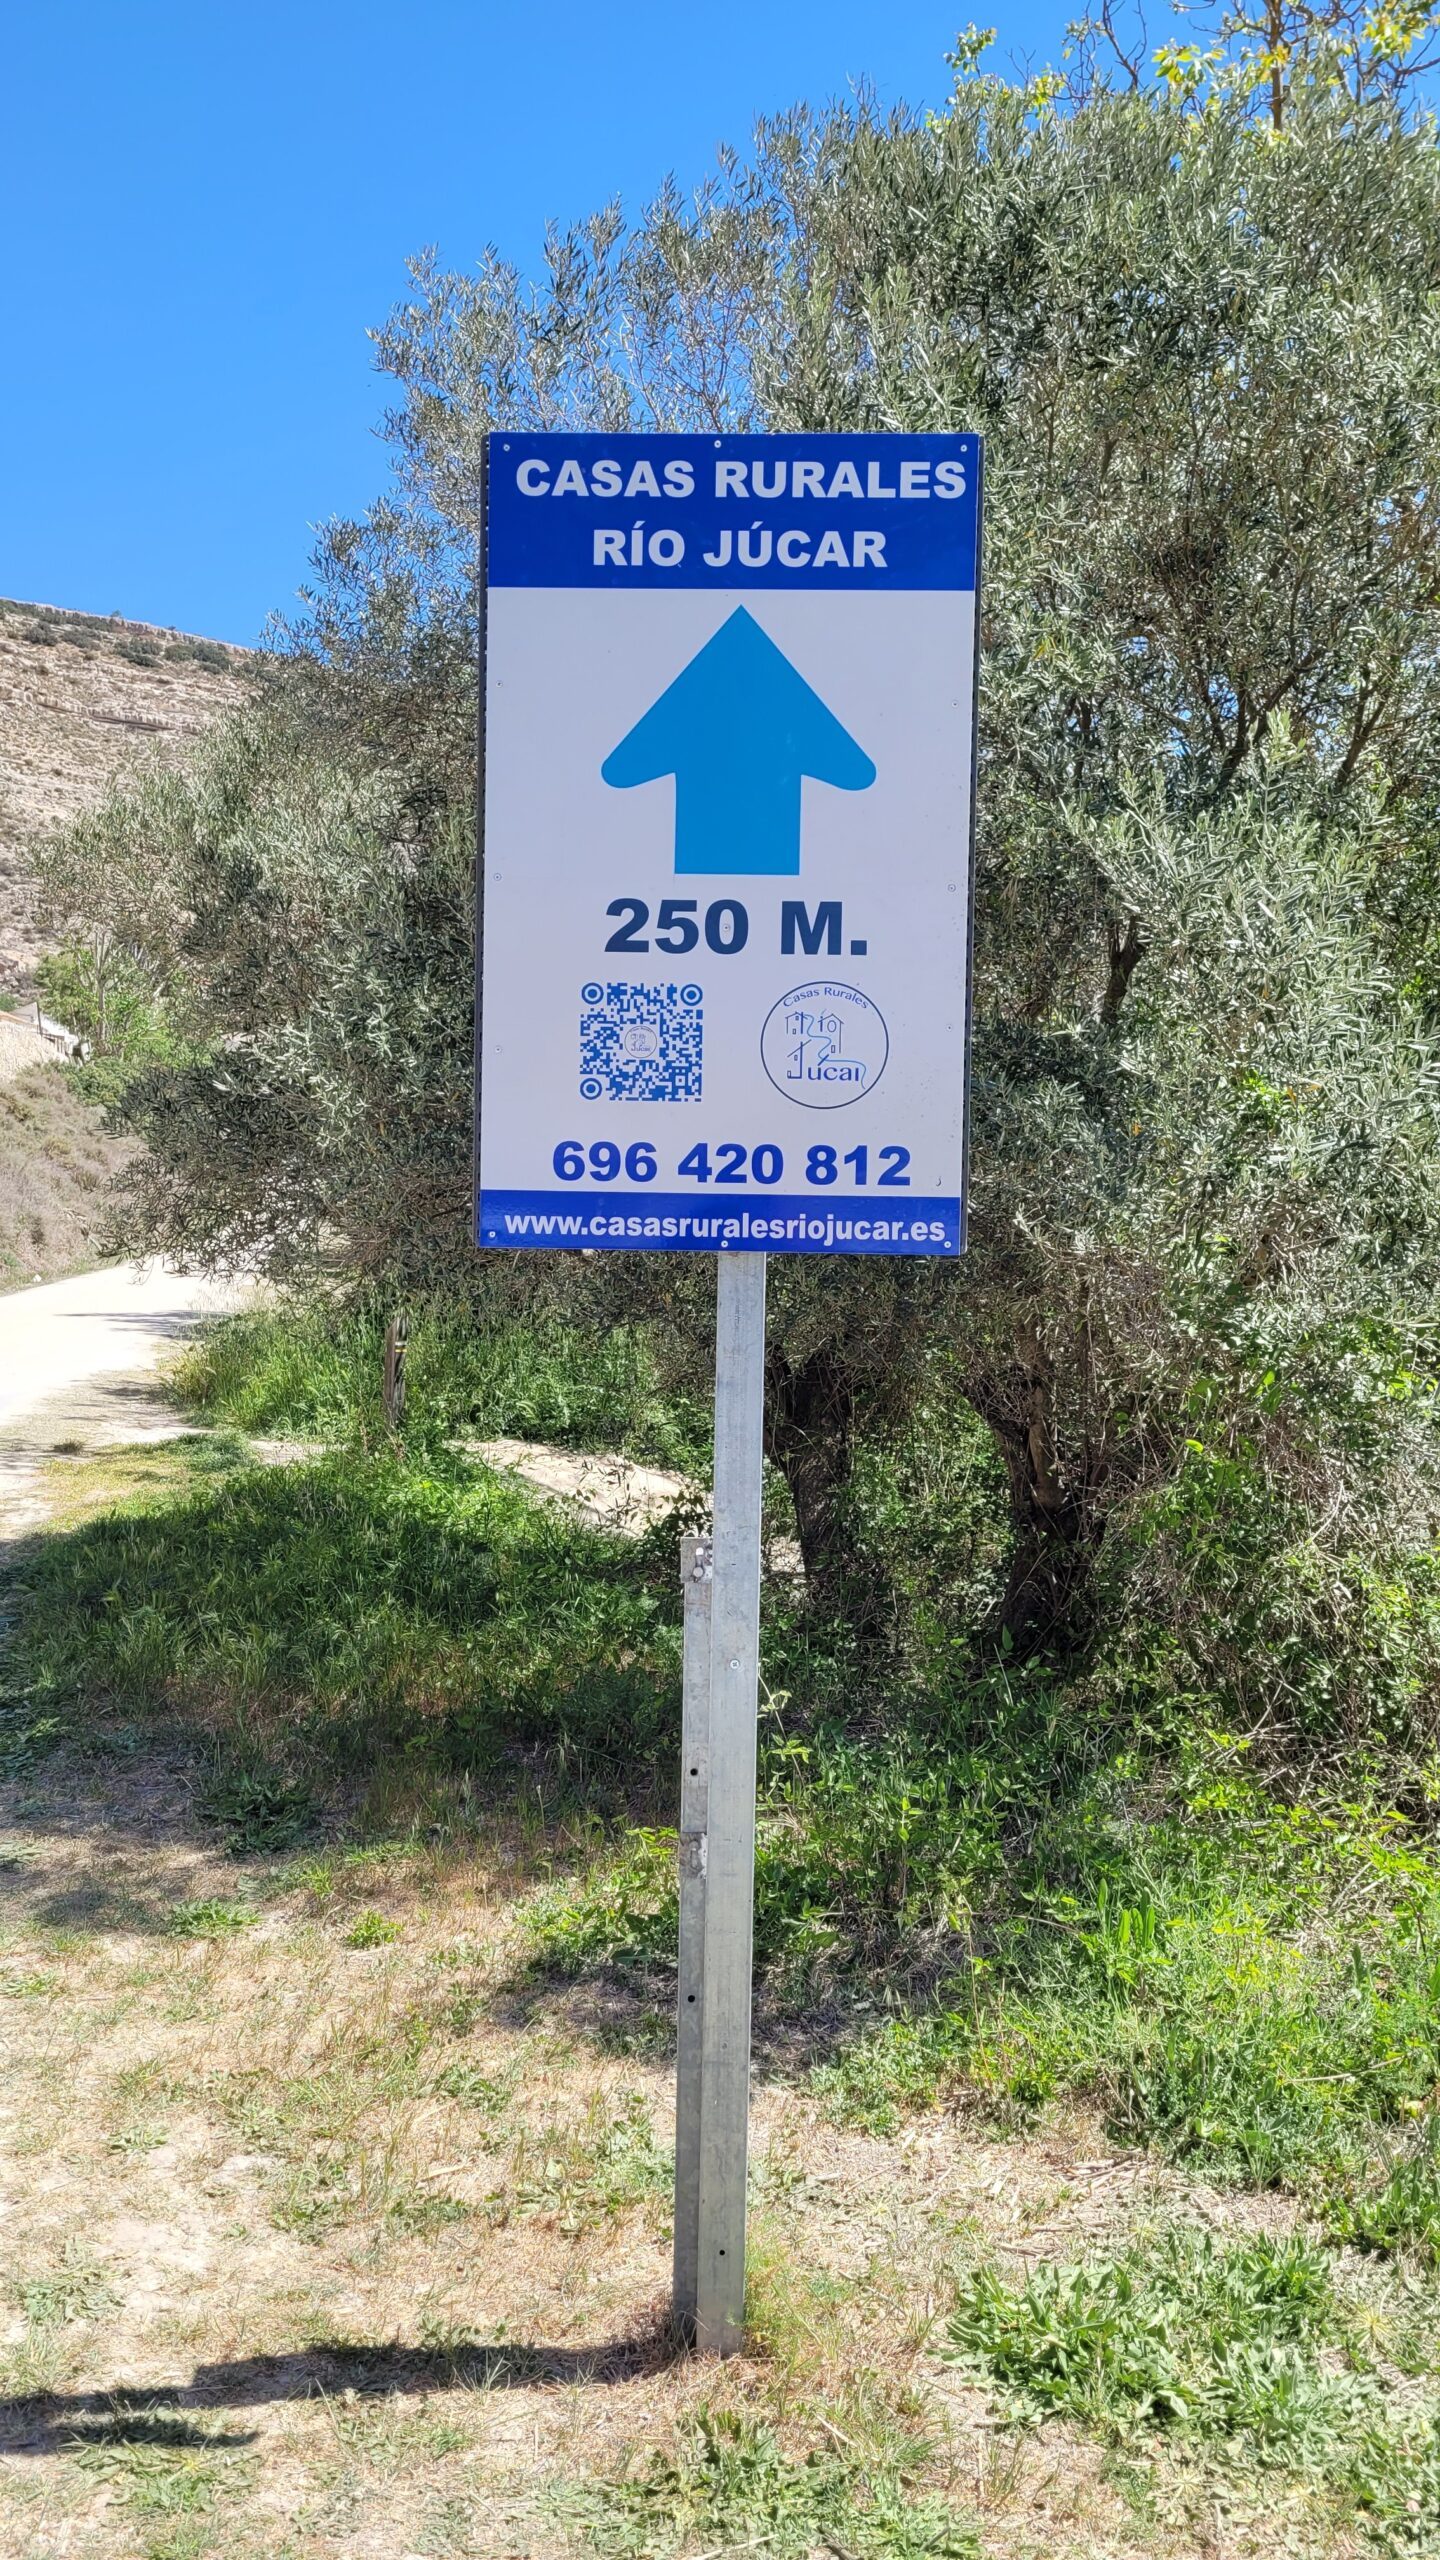 CASAS RURALES
RÍO JÚCAR
250 M.
Casas Rurales
río
Júcar
696 420 812
www.casasruralesriojucar.es